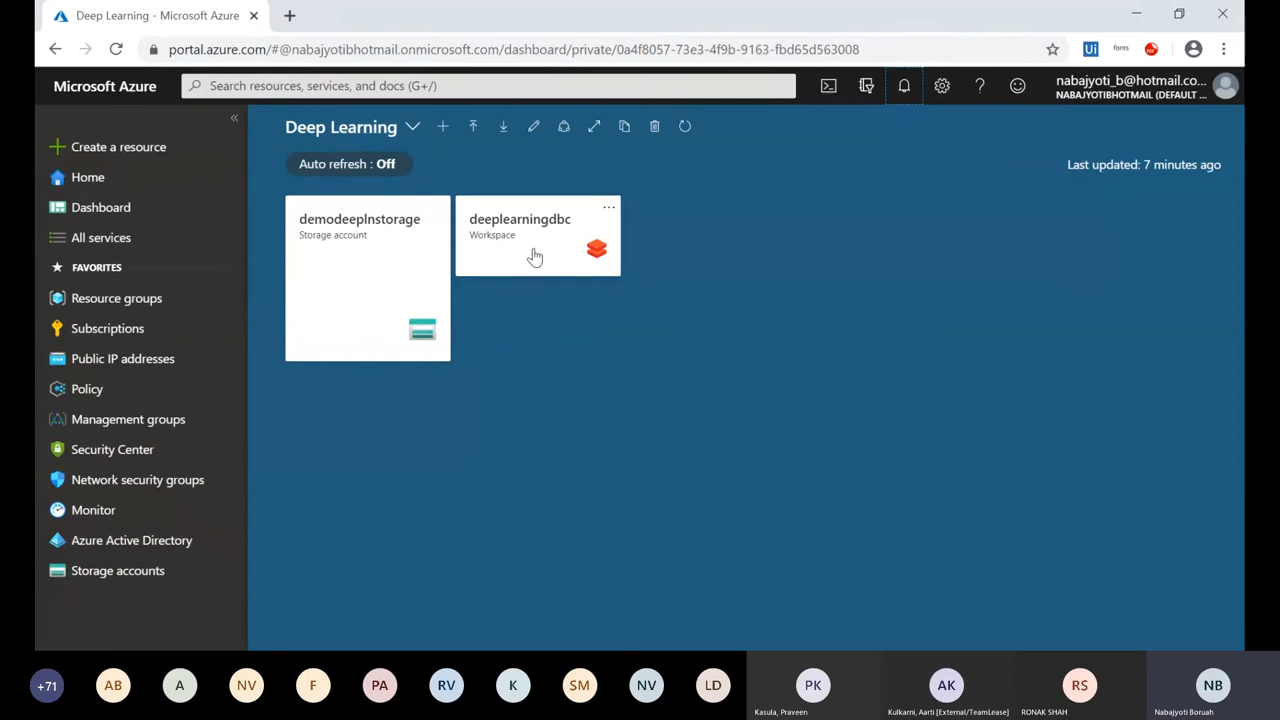 Deep Learning - Microsoft Azure
portal.azure.com/#@nabajyotibhotmail.onmicrosoft.com/dashboard/private/0a4f8057-73e3-4f9b-9163-fbd65d563008
Ui
fonts
PDF
Microsoft Azure
Search resources, services, and docs (G+/)
nabajyoti_b@hotmail.co...
NABAJYOTIBHOTMAIL (DEFAULT ...
Create a resource
Home
Dashboard
All services
FAVORITES
Resource groups
Subscriptions
Public IP addresses
Policy
Management groups
Security Center
Network security groups
Monitor
Azure Active Directory
Storage accounts
Deep Learning
Auto refresh : Off
Last updated: 7 minutes ago
demodeeplnstorage
Storage account
deeplearningdbc
Workspace
+71
AB
A
NV
F
PA
RV
K
SM
NV
LD
PK
Kasula, Praveen
AK
Kulkarni, Aarti [External/TeamLease]
RS
RONAK SHAH
NB
Nabajyoti Boruah